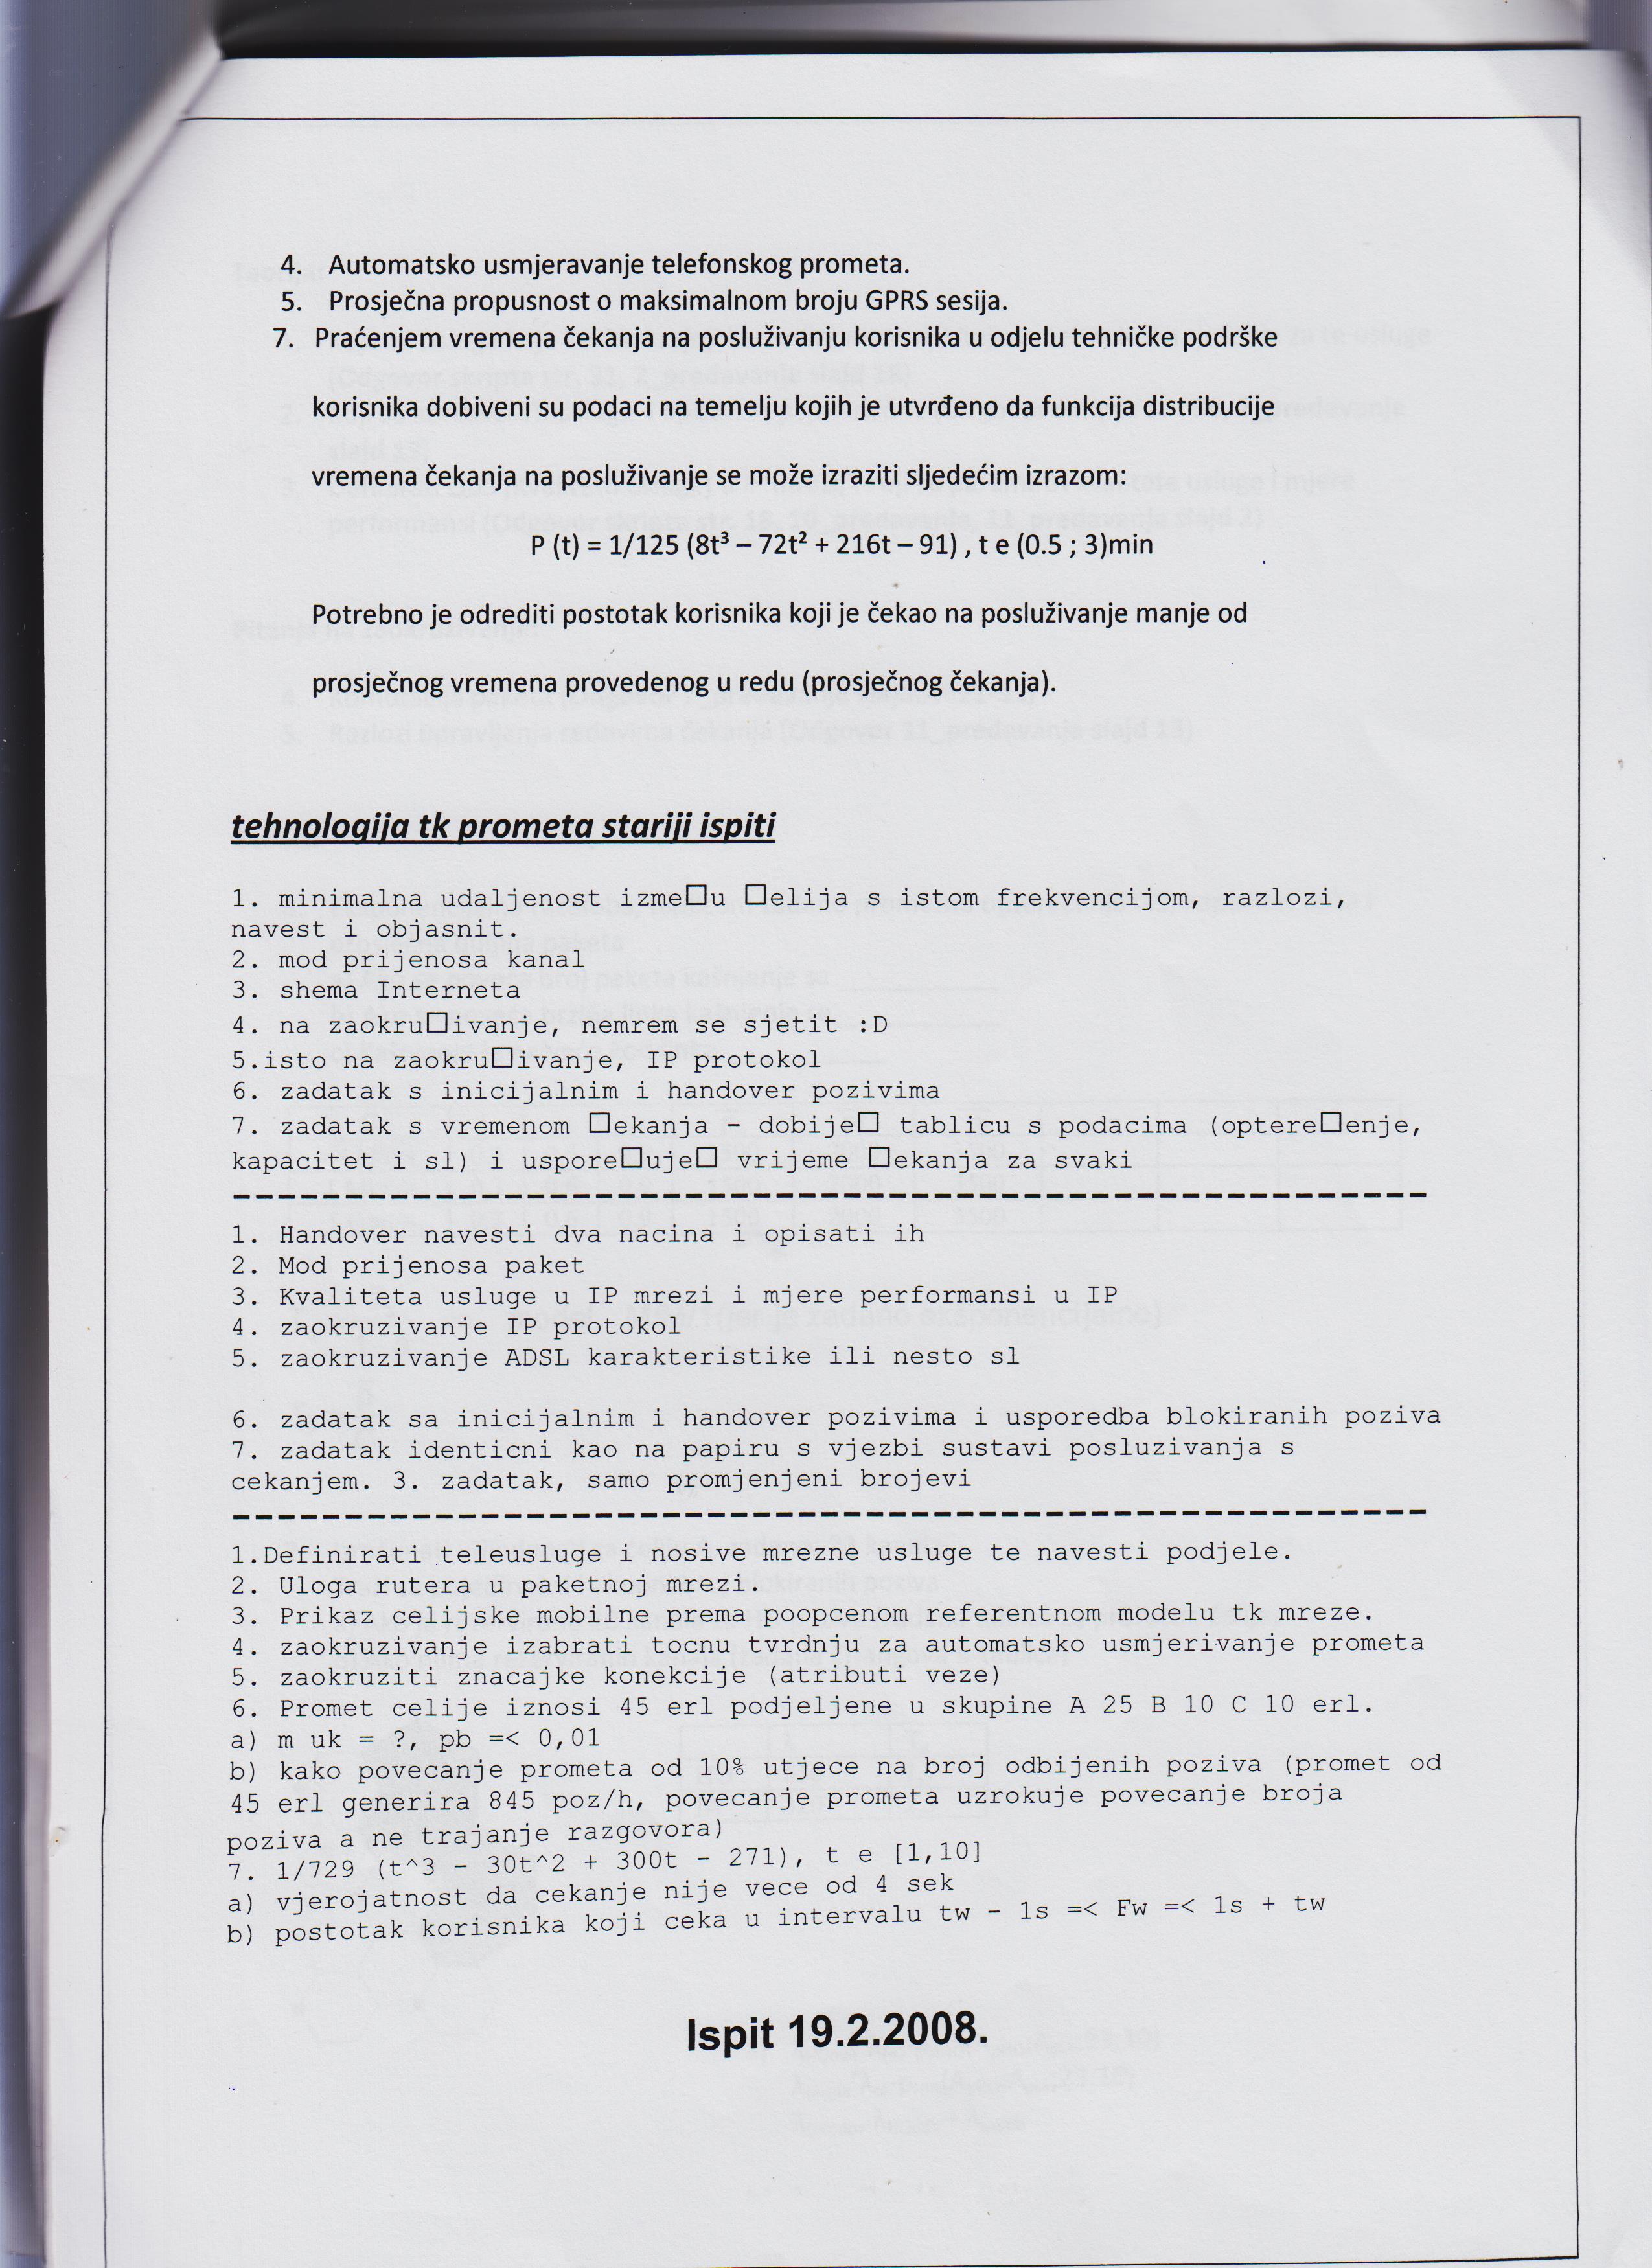 4. Automatsko usmjeravanje telefonskog prometa.
5. Prosječna propusnost o maksimalnom broju GPRS sesija.
7. Praćenjem vremena čekanja na posluživanju korisnika u odjelu tehničke podrške
korisnika dobiveni su podaci na temelju kojih je utvrđeno da funkcija distribucije
vremena čekanja na posluživanje se može izraziti sljedećim izrazom:
P (t) = 1/125 (8t³ – 72t² + 216t – 91) , t e (0.5 ; 3)min
Potrebno je odrediti postotak korisnika koji je čekao na posluživanje manje od
prosječnog vremena provedenog u redu (prosječnog čekanja).
tehnologija tk prometa stariji ispiti
1. minimalna udaljenost izme□u □elija s istom frekvencijom, razlozi,
navest i objasnit.
2. mod prijenosa kanal
3. shema Interneta
4. na zaokru□ivanje, nemrem se sjetit :D
5.isto na zaokru□ivanje, IP protokol
6. zadatak s inicijalnim i handover pozivima
7. zadatak s vremenom □ekanja - dobije□ tablicu s podacima (optere□enje,
kapacitet i sl) i uspore□uje□ vrijeme □ekanja za svaki
------------------------------------------------------
1. Handover navesti dva nacina i opisati ih
2. Mod prijenosa paket
3. Kvaliteta usluge u IP mrezi i mjere performansi u IP
4. zaokruzivanje IP protokol
5. zaokruzivanje ADSL karakteristike ili nesto sl
6. zadatak sa inicijalnim i handover pozivima i usporedba blokiranih poziva
7. zadatak identicni kao na papiru s vjezbi sustavi posluzivanja s
cekanjem. 3. zadatak, samo promjenjeni brojevi
------------------------------------------------------
1.Definirati teleusluge i nosive mrezne usluge te navesti podjele.
2. Uloga rutera u paketnoj mrezi.
3. Prikaz celijske mobilne prema poopcenom referentnom modelu tk mreze.
4. zaokruzivanje izabrati tocnu tvrdnju za automatsko usmjerivanje prometa
5. zaokruziti znacajke konekcije (atributi veze)
6. Promet celije iznosi 45 erl podjeljene u skupine A 25 B 10 C 10 erl.
a) m uk = ?, pb =< 0,01
b) kako povecanje prometa od 10% utjece na broj odbijenih poziva (promet od
45 erl generira 845 poz/h, povecanje prometa uzrokuje povecanje broja
poziva a ne trajanje razgovora)
7. 1/729 (t^3 - 30t^2 + 300t - 271), t e [1,10]
a) vjerojatnost da cekanje nije vece od 4 sek
b) postotak korisnika koji ceka u intervalu tw - 1s =< Fw =< 1s + tw
Ispit 19.2.2008.